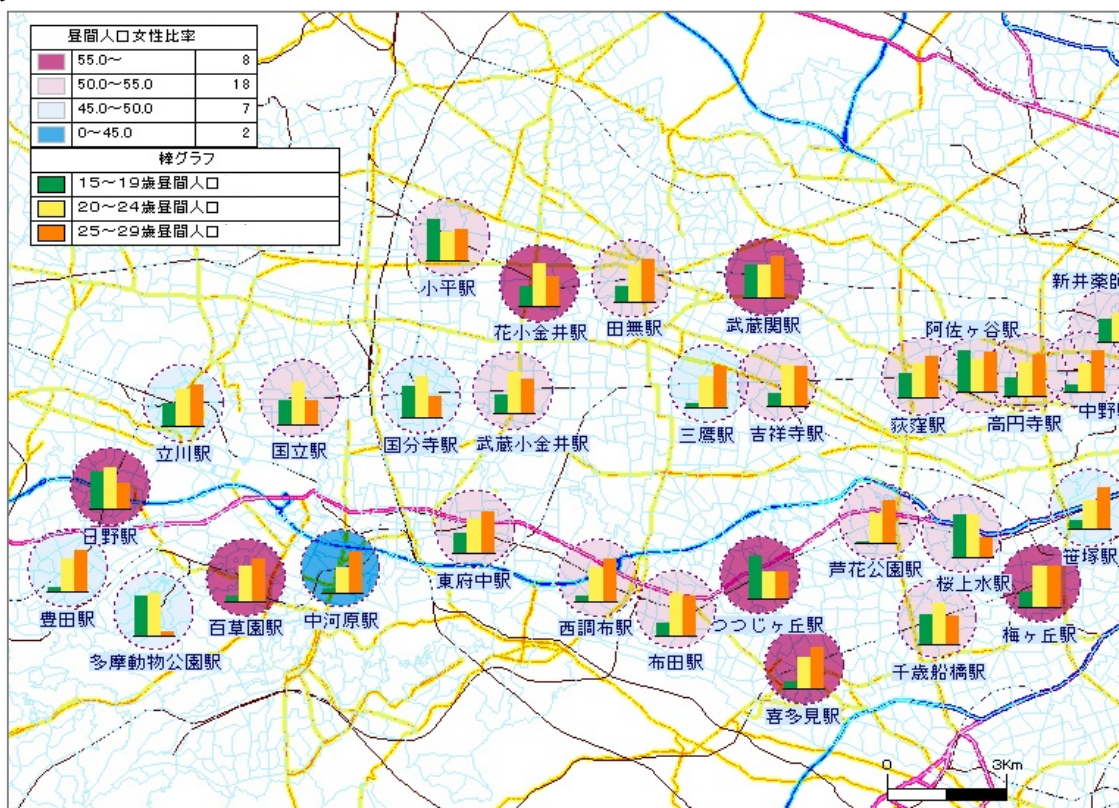 昼間人口女性比率
55.0～ 8
50.0～55.0 18
45.0～50.0 7
0～45.0 2
棒グラフ
15～19歳昼間人口
20～24歳昼間人口
25～29歳昼間人口
小平駅
花小金井駅
田無駅
武蔵関駅
新井薬師
阿佐ヶ谷駅
立川駅
国立駅
国分寺駅
武蔵小金井駅
三鷹駅
吉祥寺駅
荻窪駅
高円寺駅
中野駅
日野駅
豊田駅
多摩動物公園駅
百草園駅
中河原駅
東府中駅
西調布駅
布田駅
つつじヶ丘駅
喜多見駅
芦花公園駅
桜上水駅
笹塚駅
千歳船橋駅
梅ヶ丘駅
0 3Km